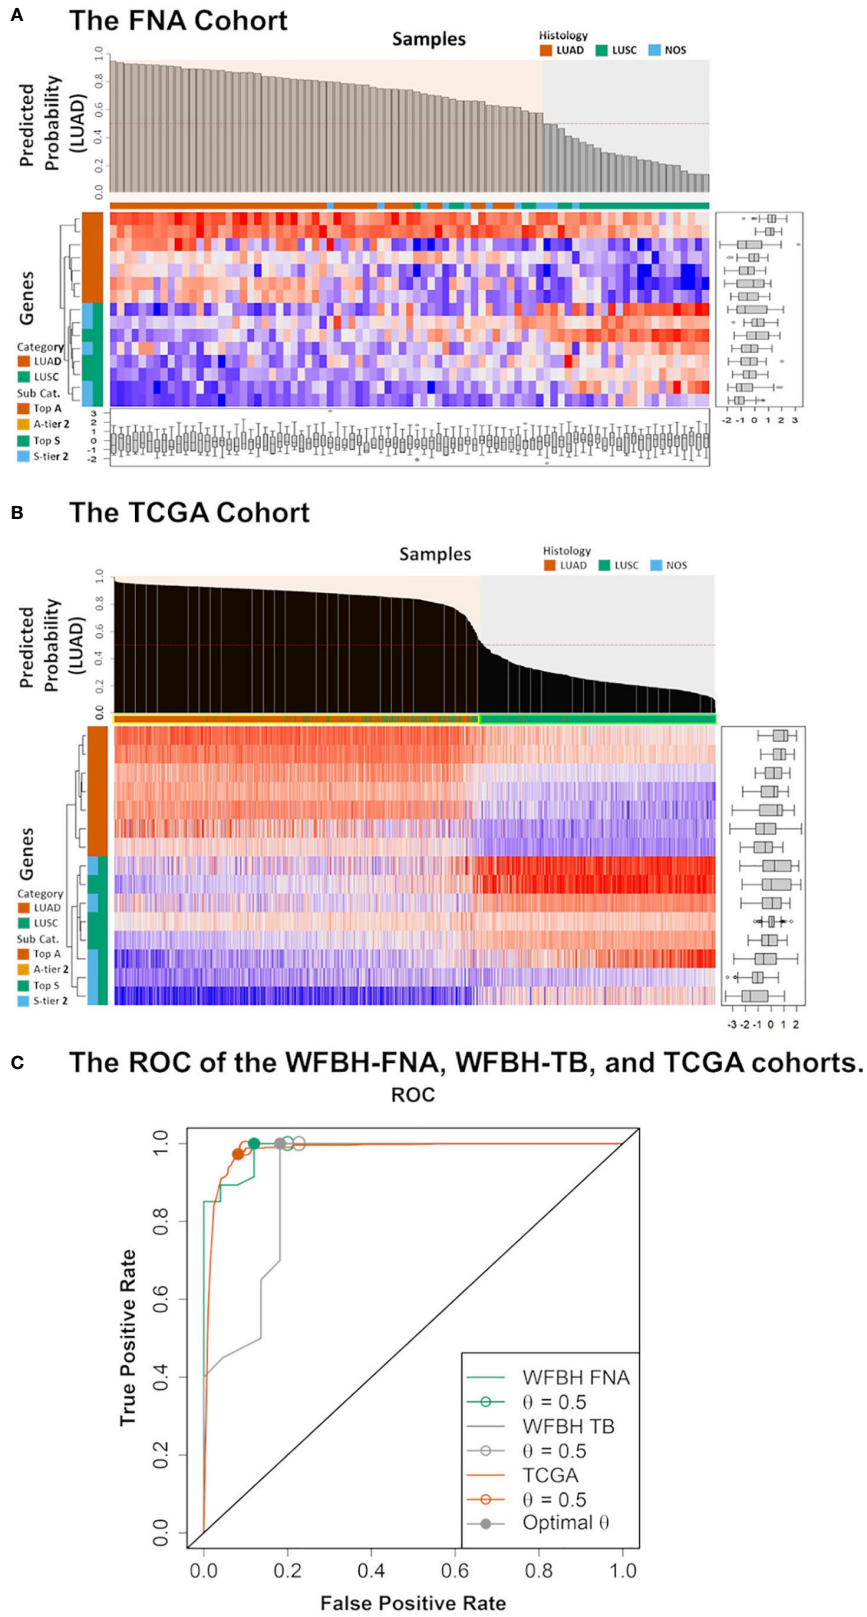 A The FNA Cohort
Samples
Histology
LUAD LUSC NOS
Predicted
Probability
(LUAD)
1.0
0.8
0.6
0.4
0.2
0.0
Genes
Category
LUAD
LUSC
Sub Cat.
Top A
A-tier 2
Top S
S-tier 2
3
2
1
0
-1
-2
-2 -1 0 1 2 3
B The TCGA Cohort
Samples
Histology
LUAD LUSC NOS
Predicted
Probability
(LUAD)
1.0
0.8
0.6
0.4
0.2
0.0
Genes
Category
LUAD
LUSC
Sub Cat.
Top A
A-tier 2
Top S
S-tier 2
-3 -2 -1 0 1 2
C The ROC of the WFBH-FNA, WFBH-TB, and TCGA cohorts.
ROC
True Positive Rate
1.0
0.8
0.6
0.4
0.2
0.0
WFBH FNA
θ = 0.5
WFBH TB
θ = 0.5
TCGA
θ = 0.5
Optimal θ
0.0 0.2 0.4 0.6 0.8 1.0
False Positive Rate